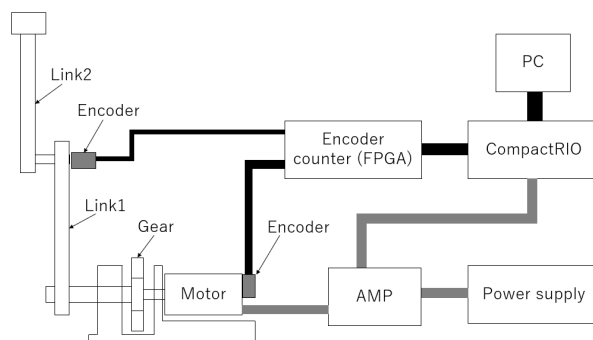 PC
Link2
Encoder
Encoder
counter (FPGA)
CompactRIO
Link1
Gear
Encoder
Motor
AMP
Power supply